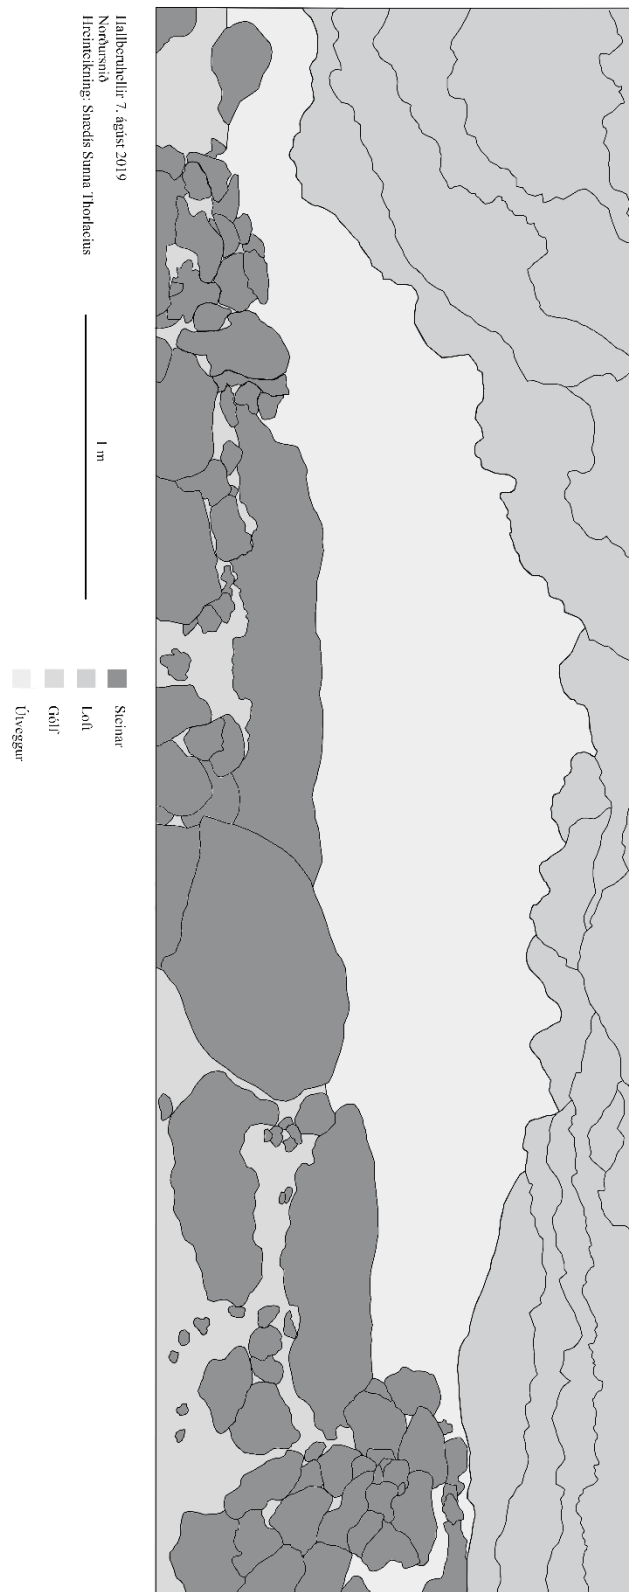 Hallberuhellir 7. ágúst 2019
Norðursnið
Hreinteikning: Snædís Sunna Thorlacius
1 m
Steinar
Loft
Gólf
Útveggur